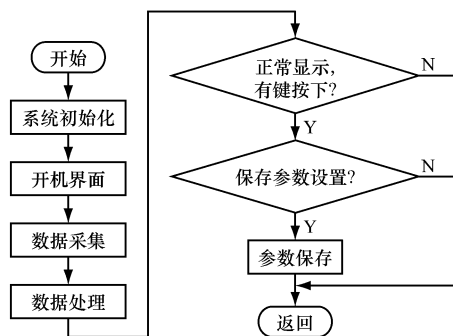 开始
系统初始化
开机界面
数据采集
数据处理
正常显示,
有键按下?
N
Y
保存参数设置?
N
Y
参数保存
返回